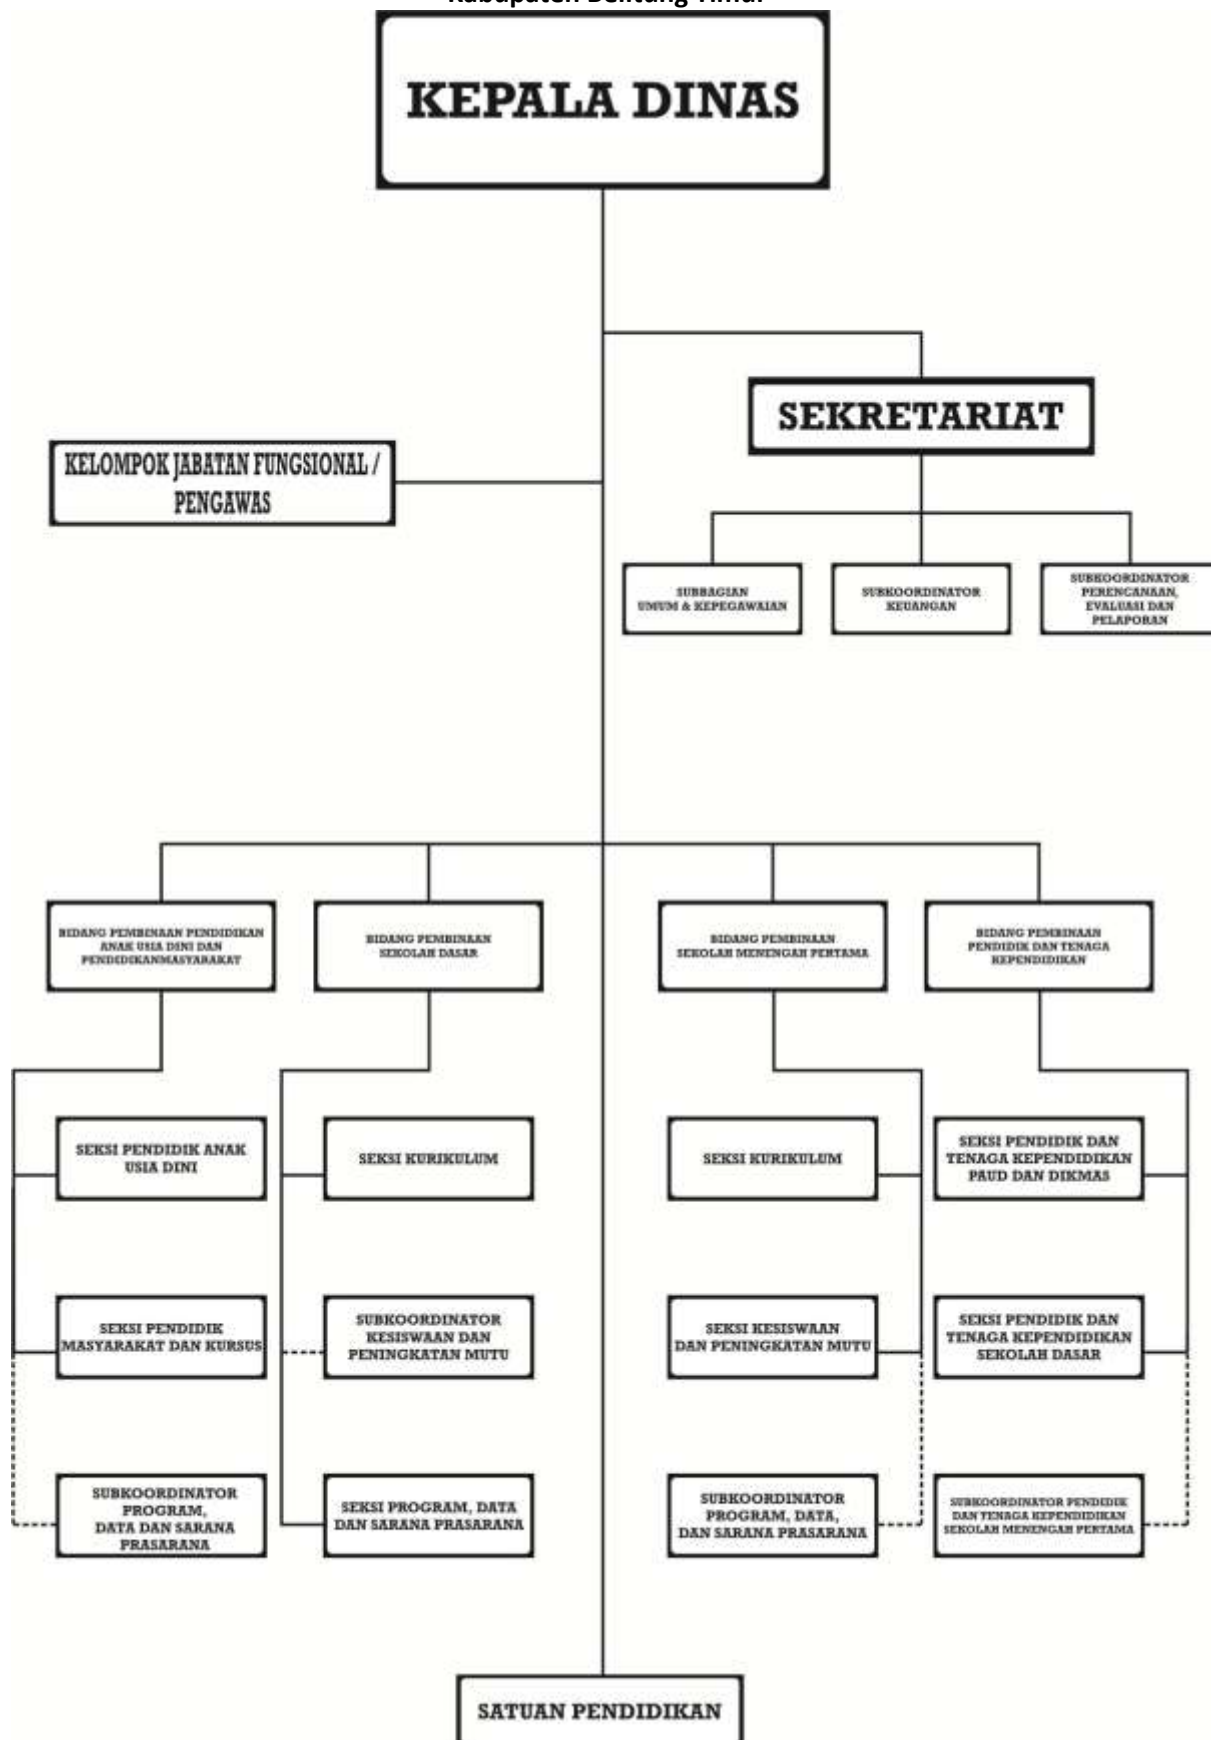 Kabupaten Belitung Timur
KEPALA DINAS
SEKRETARIAT
KELOMPOK JABATAN FUNGSIONAL /
PENGAWAS
SUBBAGIAN
UMUM & KEPEGAWAIAN
SUBKOORDINATOR
KEUANGAN
SUBKOORDINATOR
PERENCANAAN,
EVALUASI DAN
PELAPORAN
BIDANG PEMBINAAN PENDIDIKAN
ANAK USIA DINI DAN
PENDIDIKANMASYARAKAT
BIDANG PEMBINAAN
SEKOLAH DASAR
BIDANG PEMBINAAN
SEKOLAH MENENGAH PERTAMA
BIDANG PEMBINAAN
PENDIDIK DAN TENAGA
KEPENDIDIKAN
SEKSI PENDIDIK ANAK
USIA DINI
SEKSI KURIKULUM
SEKSI KURIKULUM
SEKSI PENDIDIK DAN
TENAGA KEPENDIDIKAN
PAUD DAN DIKMAS
SEKSI PENDIDIK
MASYARAKAT DAN KURSUS
SUBKOORDINATOR
KESISWAAN DAN
PENINGKATAN MUTU
SEKSI KESISWAAN
DAN PENINGKATAN MUTU
SEKSI PENDIDIK DAN
TENAGA KEPENDIDIKAN
SEKOLAH DASAR
SUBKOORDINATOR
PROGRAM,
DATA DAN SARANA
PRASARANA
SEKSI PROGRAM, DATA
DAN SARANA PRASARANA
SUBKOORDINATOR
PROGRAM, DATA,
DAN SARANA PRASARANA
SUBKOORDINATOR PENDIDIK
DAN TENAGA KEPENDIDIKAN
SEKOLAH MENENGAH PERTAMA
SATUAN PENDIDIKAN